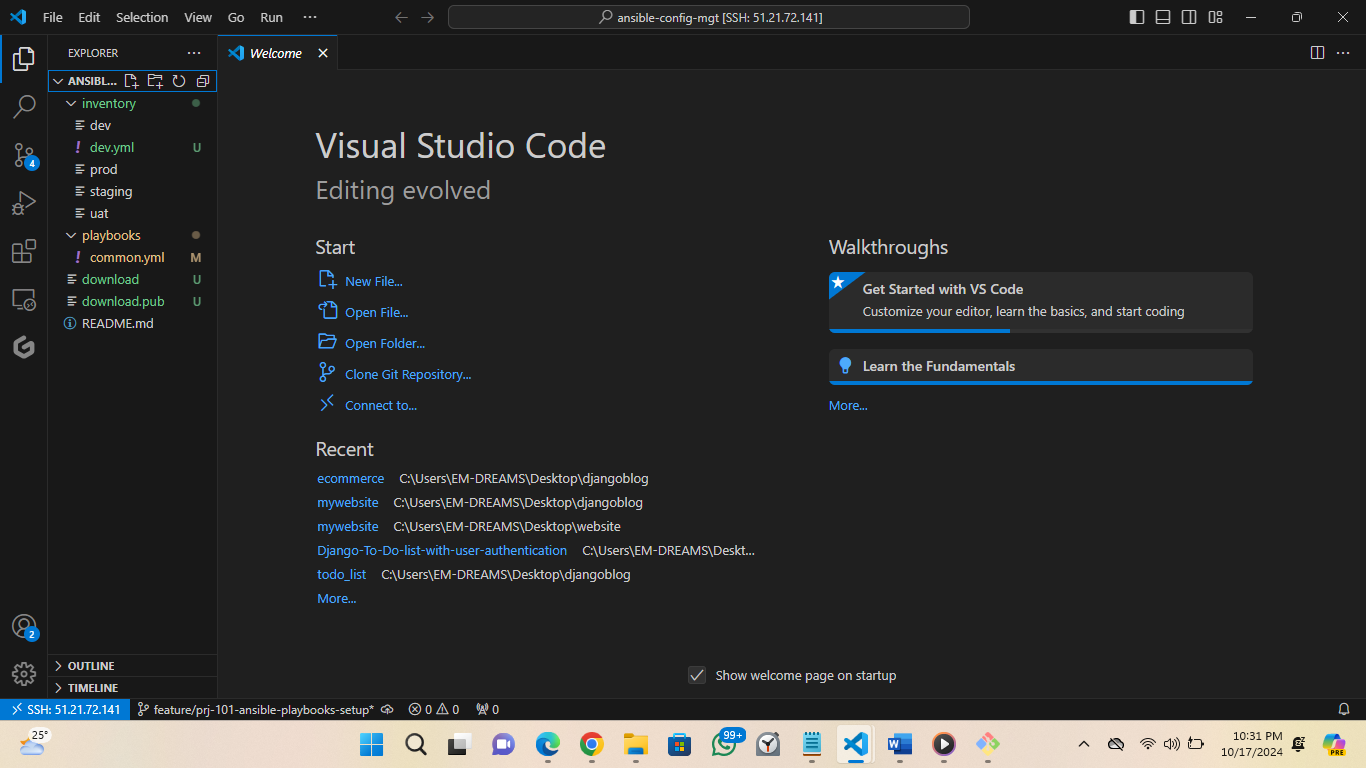 File Edit Selection View Go Run ···
ansible-config-mgt [SSH: 51.21.72.141]
EXPLORER
Welcome
ANSIBL...
inventory
dev
dev.yml U
prod
staging
uat
playbooks
common.yml M
download U
download.pub U
README.md
4
2
OUTLINE
TIMELINE
Visual Studio Code
Editing evolved
Start
New File...
Open File...
Open Folder...
Clone Git Repository...
Connect to...
Recent
ecommerce C:\Users\EM-DREAMS\Desktop\djangoblog
mywebsite C:\Users\EM-DREAMS\Desktop\djangoblog
mywebsite C:\Users\EM-DREAMS\Desktop\website
Django-To-Do-list-with-user-authentication C:\Users\EM-DREAMS\Deskt...
todo_list C:\Users\EM-DREAMS\Desktop\djangoblog
More...
Walkthroughs
Get Started with VS Code
Customize your editor, learn the basics, and start coding
Learn the Fundamentals
More...
Show welcome page on startup
SSH: 51.21.72.141 feature/prj-101-ansible-playbooks-setup* 0 0 0
25°
99+
10:31 PM
10/17/2024
PRE